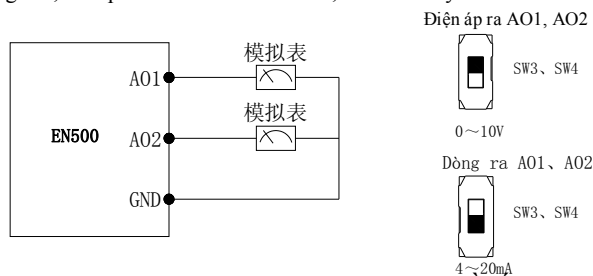 Điện áp ra AO1, AO2
模拟表
AO1
SW3、SW4
模拟表
EN500
AO2
0～10V
Dòng ra AO1、AO2
GND
SW3、SW4
4～20mA